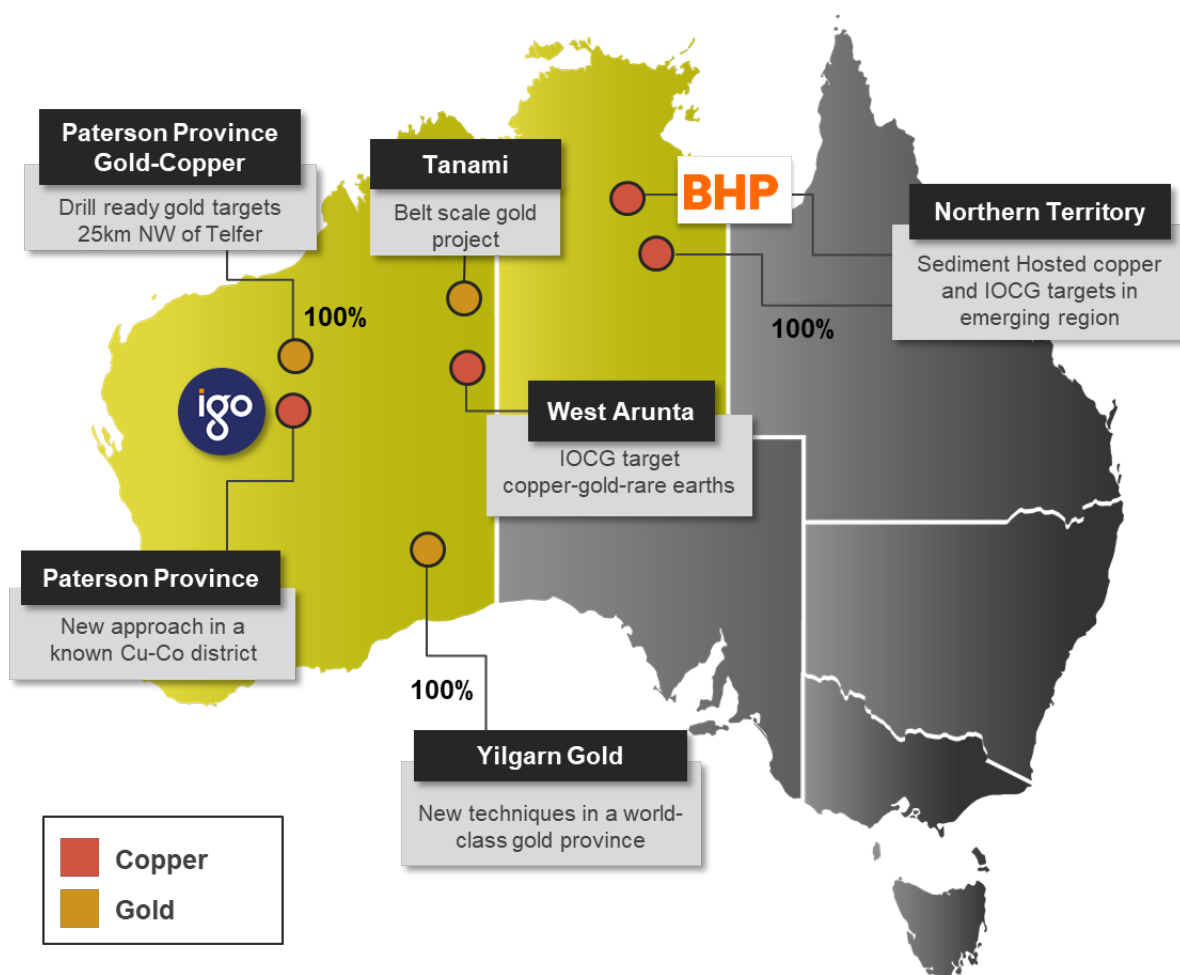 Paterson Province
Gold-Copper
Drill ready gold targets
25km NW of Telfer
Tanami
Belt scale gold
project
BHP
Northern Territory
Sediment Hosted copper
and IOCG targets in
emerging region
100%
100%
igo
West Arunta
IOCG target
copper-gold-rare earths
Paterson Province
New approach in a
known Cu-Co district
100%
Yilgarn Gold
New techniques in a world-
class gold province
Copper
Gold